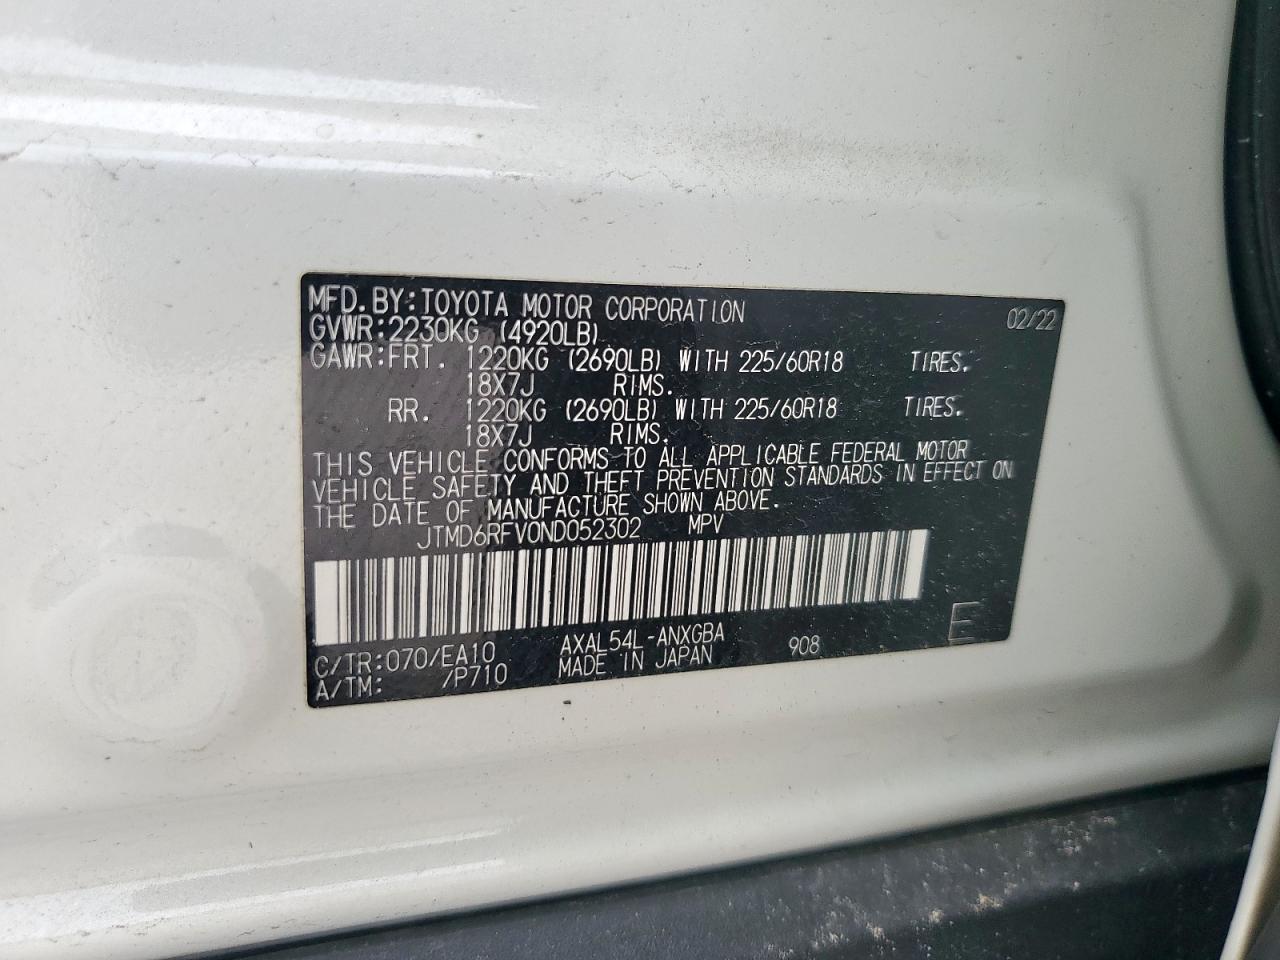 MFD.BY:TOYOTA MOTOR CORPORATION 02/22
GVWR:2230KG (4920LB)
GAWR:FRT. 1220KG (2690LB) WITH 225/60R18 TIRES.
18X7J RIMS.
RR. 1220KG (2690LB) WITH 225/60R18 TIRES.
18X7J RIMS.
THIS VEHICLE CONFORMS TO ALL APPLICABLE FEDERAL MOTOR
VEHICLE SAFETY AND THEFT PREVENTION STANDARDS IN EFFECT ON
THE DATE OF MANUFACTURE SHOWN ABOVE.
JTMD6RFV0ND052302 MPV
C/TR:070/EA10 AXAL54L-ANXGBA 908 E
A/TM: /P710 MADE IN JAPAN